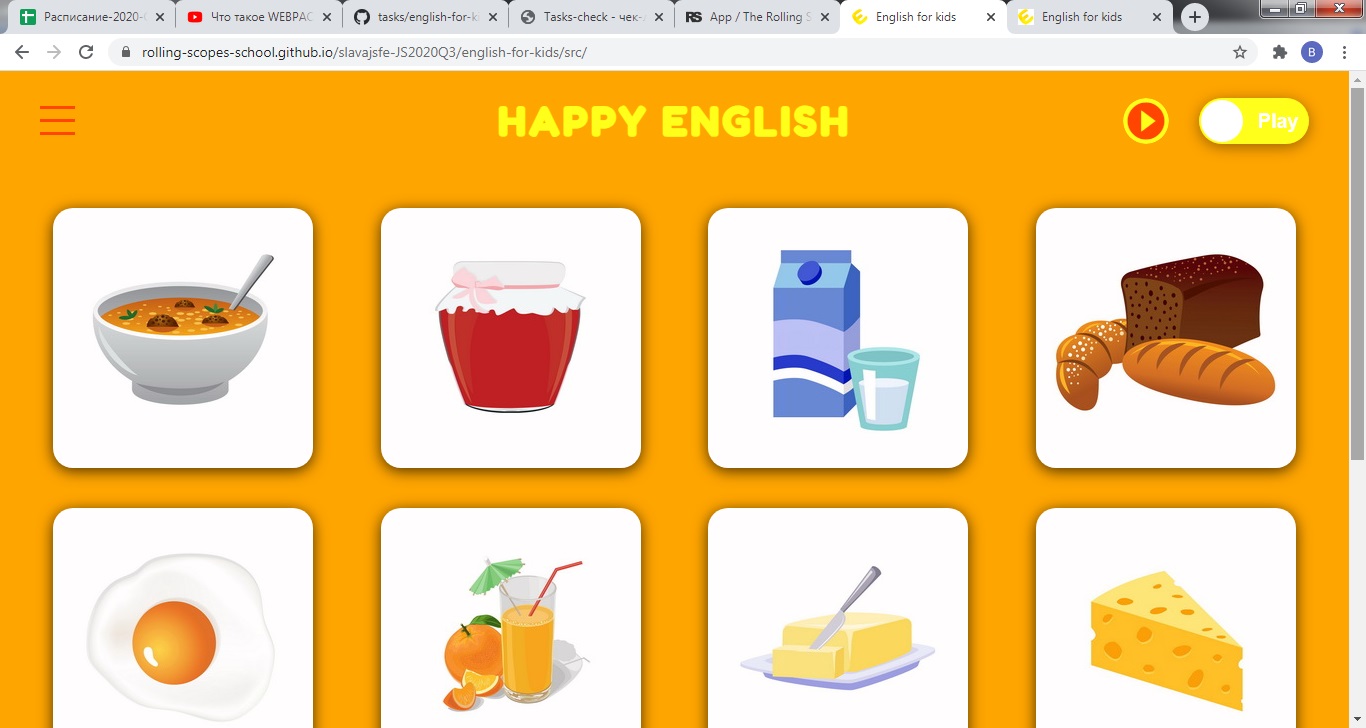 Расписание-2020-
Что такое WEBPAC
tasks/english-for-ki
Tasks-check - чек-
RS App / The Rolling S
English for kids
English for kids
rolling-scopes-school.github.io/slavajsfe-JS2020Q3/english-for-kids/src/
B
HAPPY ENGLISH
Play